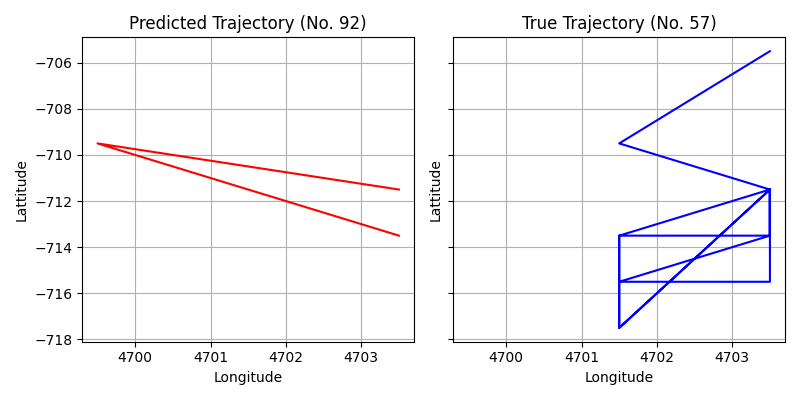 Predicted Trajectory (No. 92)
True Trajectory (No. 57)
Lattitude
−706
−708
−710
−712
−714
−716
−718
4700
4701
4702
4703
Longitude
Lattitude
4700
4701
4702
4703
Longitude